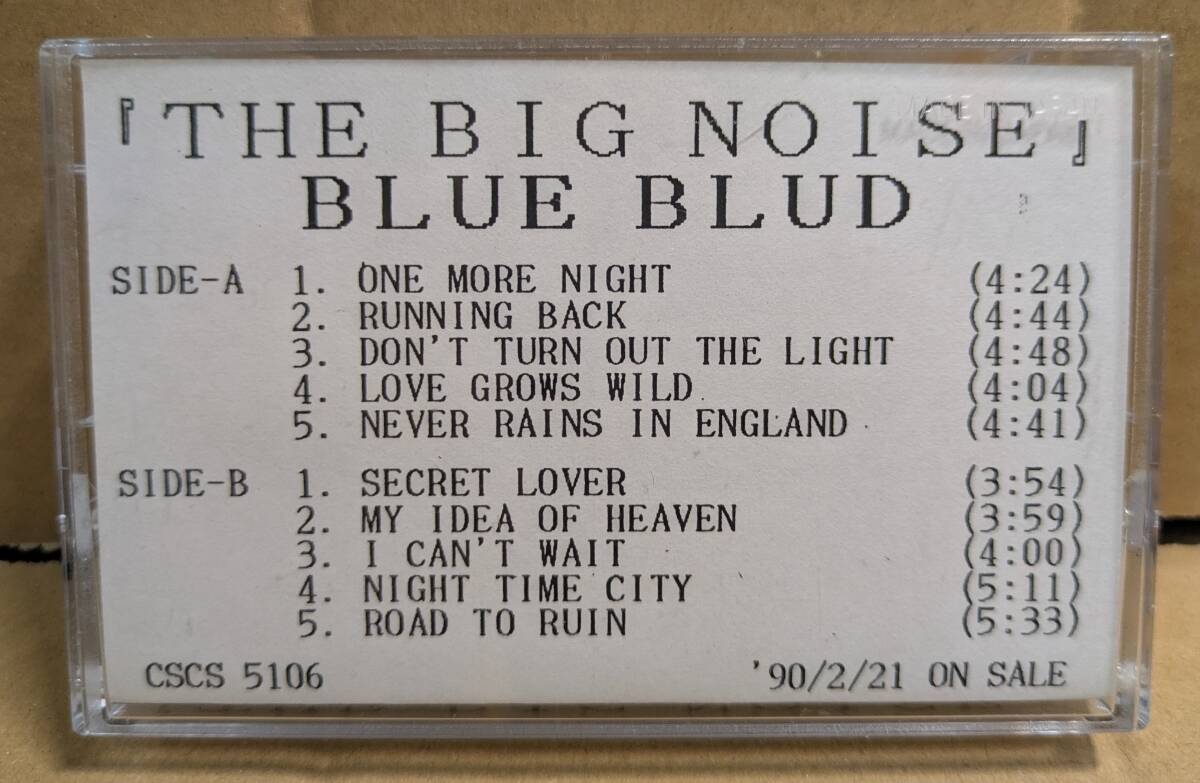 『THE BIG NOISE』
BLUE BLUD
SIDE-A 1. ONE MORE NIGHT (4:24)
2. RUNNING BACK (4:44)
3. DON'T TURN OUT THE LIGHT (4:48)
4. LOVE GROWS WILD (4:04)
5. NEVER RAINS IN ENGLAND (4:41)
SIDE-B 1. SECRET LOVER (3:54)
2. MY IDEA OF HEAVEN (3:59)
3. I CAN'T WAIT (4:00)
4. NIGHT TIME CITY (5:11)
5. ROAD TO RUIN (5:33)
CSCS 5106 '90/2/21 ON SALE